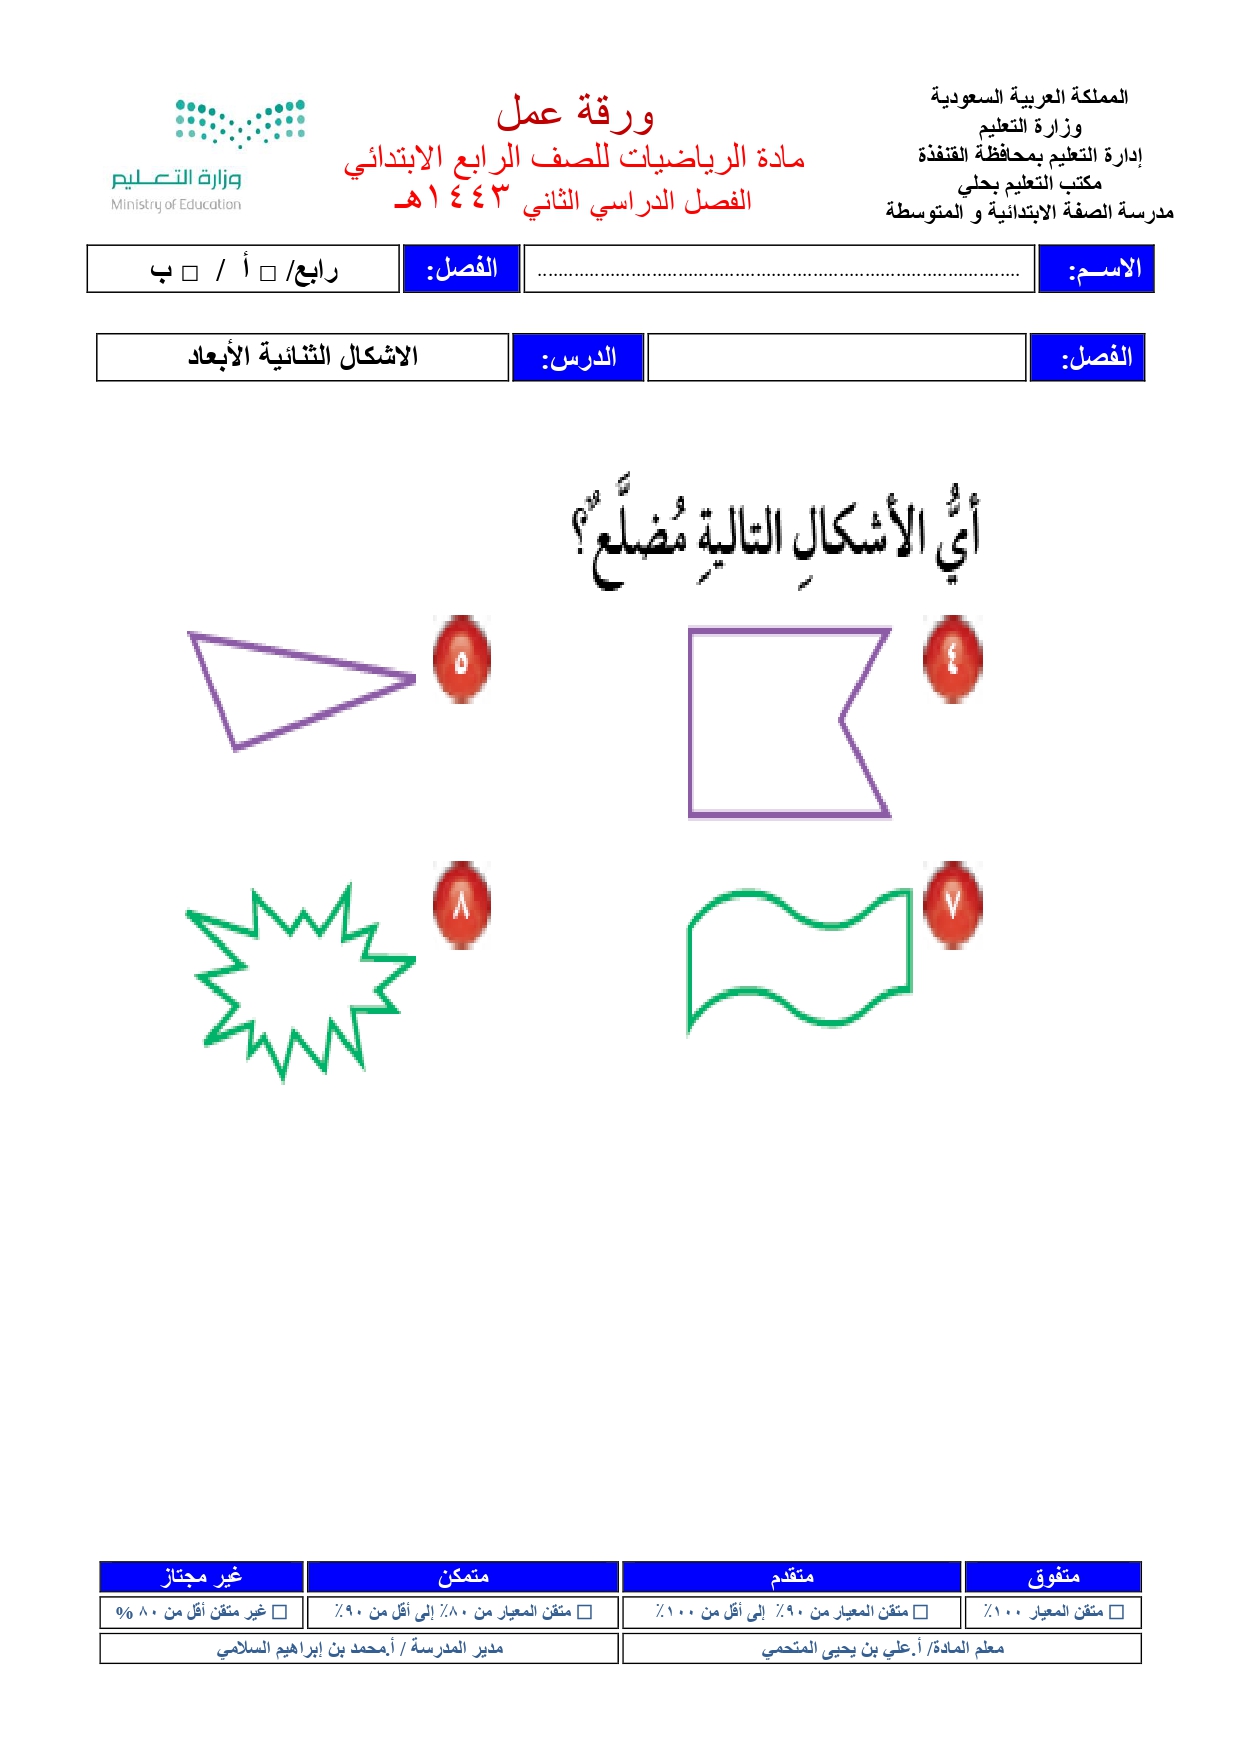 المملكة العربية السعودية
وزارة التعليم
إدارة التعليم بمحافظة القنفذة
مكتب التعليم بحلي
مدرسة الصفة الابتدائية و المتوسطة
ورقة عمل
مادة الرياضيات للصف الرابع الابتدائي
الفصل الدراسي الثاني ١٤٤٣هـ
وزارة التعـــليم
Ministry of Education
الاســم: ........................................................................................... الفصل: رابع/ □ أ / □ ب
الفصل: الدرس: الاشكال الثنائية الأبعاد
أيُّ الأشكالِ التاليةِ مُضلَّعٌ؟
٤ ٥
٧ ٨
متفوق متقدم متمكن غير مجتاز
□ متقن المعيار ١٠٠٪ □ متقن المعيار من ٩٠٪ إلى أقل من ١٠٠٪ □ متقن المعيار من ٨٠٪ إلى أقل من ٩٠٪ □ غير متقن أقل من ٨٠ %
معلم المادة/ أ.علي بن يحيى المتحمي مدير المدرسة / أ.محمد بن إبراهيم السلامي